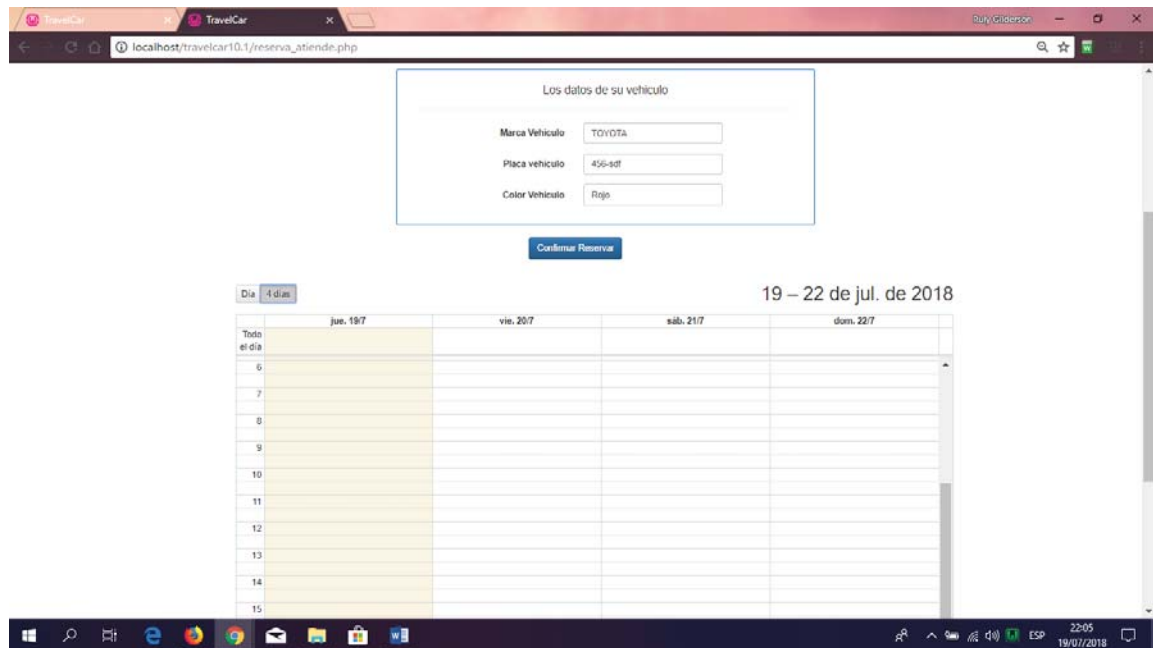 TravelCar
TravelCar
Ruly Gilderson
localhost/travelcar10.1/reserva_atiende.php
Los datos de su vehiculo
Marca Vehiculo TOYOTA
Placa vehiculo 456-sdf
Color Vehiculo Rojo
Confirmar Reservar
Día 4 días
19 – 22 de jul. de 2018
jue. 19/7 vie. 20/7 sáb. 21/7 dom. 22/7
Todo
el día
6
7
8
9
10
11
12
13
14
15
ESP
22:05
19/07/2018